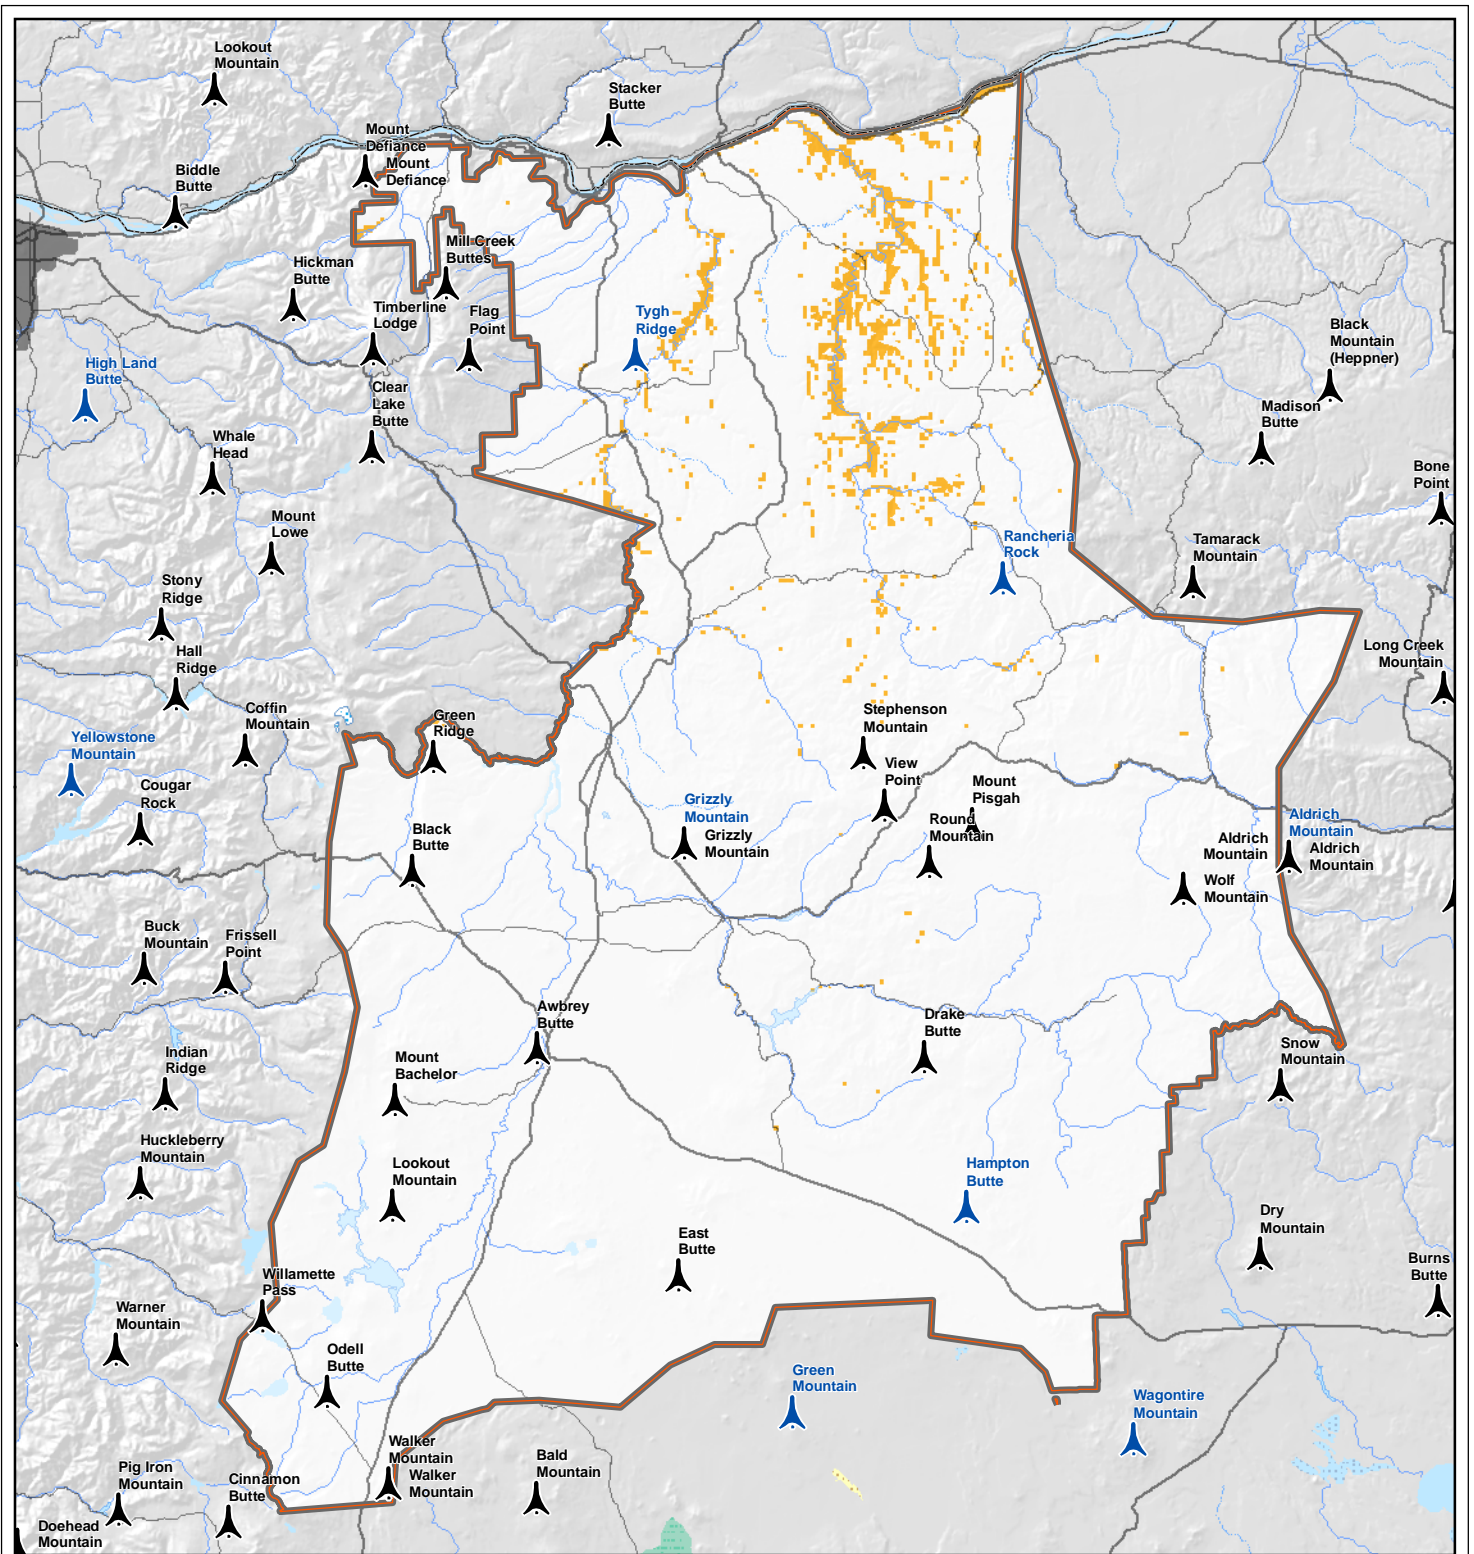 Lookout
Mountain
Stacker
Butte
Mount
Defiance
Mount
Defiance
Biddle
Butte
Mill Creek
Buttes
Hickman
Butte
Timberline
Lodge
Flag
Point
Tygh
Ridge
Black
Mountain
(Heppner)
High Land
Butte
Clear
Lake
Butte
Madison
Butte
Whale
Head
Bone
Point
Mount
Lowe
Rancheria
Rock
Tamarack
Mountain
Stony
Ridge
Hall
Ridge
Long Creek
Mountain
Coffin
Mountain
Green
Ridge
Stephenson
Mountain
Yellowstone
Mountain
View
Point
Cougar
Rock
Mount
Pisgah
Grizzly
Mountain
Grizzly
Mountain
Round
Mountain
Black
Butte
Aldrich
Mountain
Aldrich
Mountain
Aldrich
Mountain
Wolf
Mountain
Buck
Mountain
Frissell
Point
Awbrey
Butte
Drake
Butte
Indian
Ridge
Mount
Bachelor
Snow
Mountain
Huckleberry
Mountain
Lookout
Mountain
Hampton
Butte
Dry
Mountain
East
Butte
Burns
Butte
Willamette
Pass
Warner
Mountain
Odell
Butte
Green
Mountain
Wagontire
Mountain
Walker
Mountain
Walker
Mountain
Bald
Mountain
Pig Iron
Mountain
Cinnamon
Butte
Doehead
Mountain